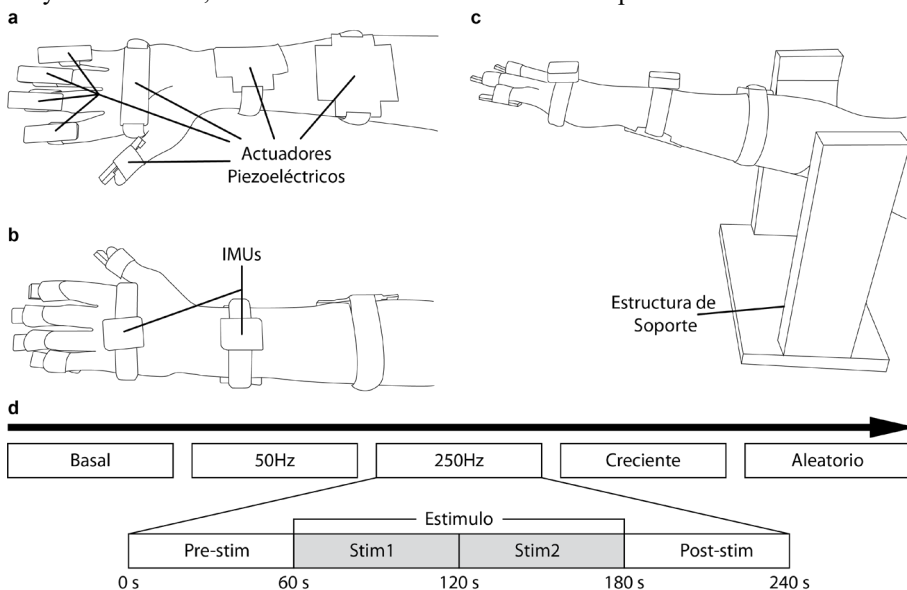 a
c
Actuadores
Piezoeléctricos
b
IMUs
Estructura de
Soporte
d
Basal
50Hz
250Hz
Creciente
Aleatorio
Estimulo
Pre-stim
Stim1
Stim2
Post-stim
0 s
60 s
120 s
180 s
240 s